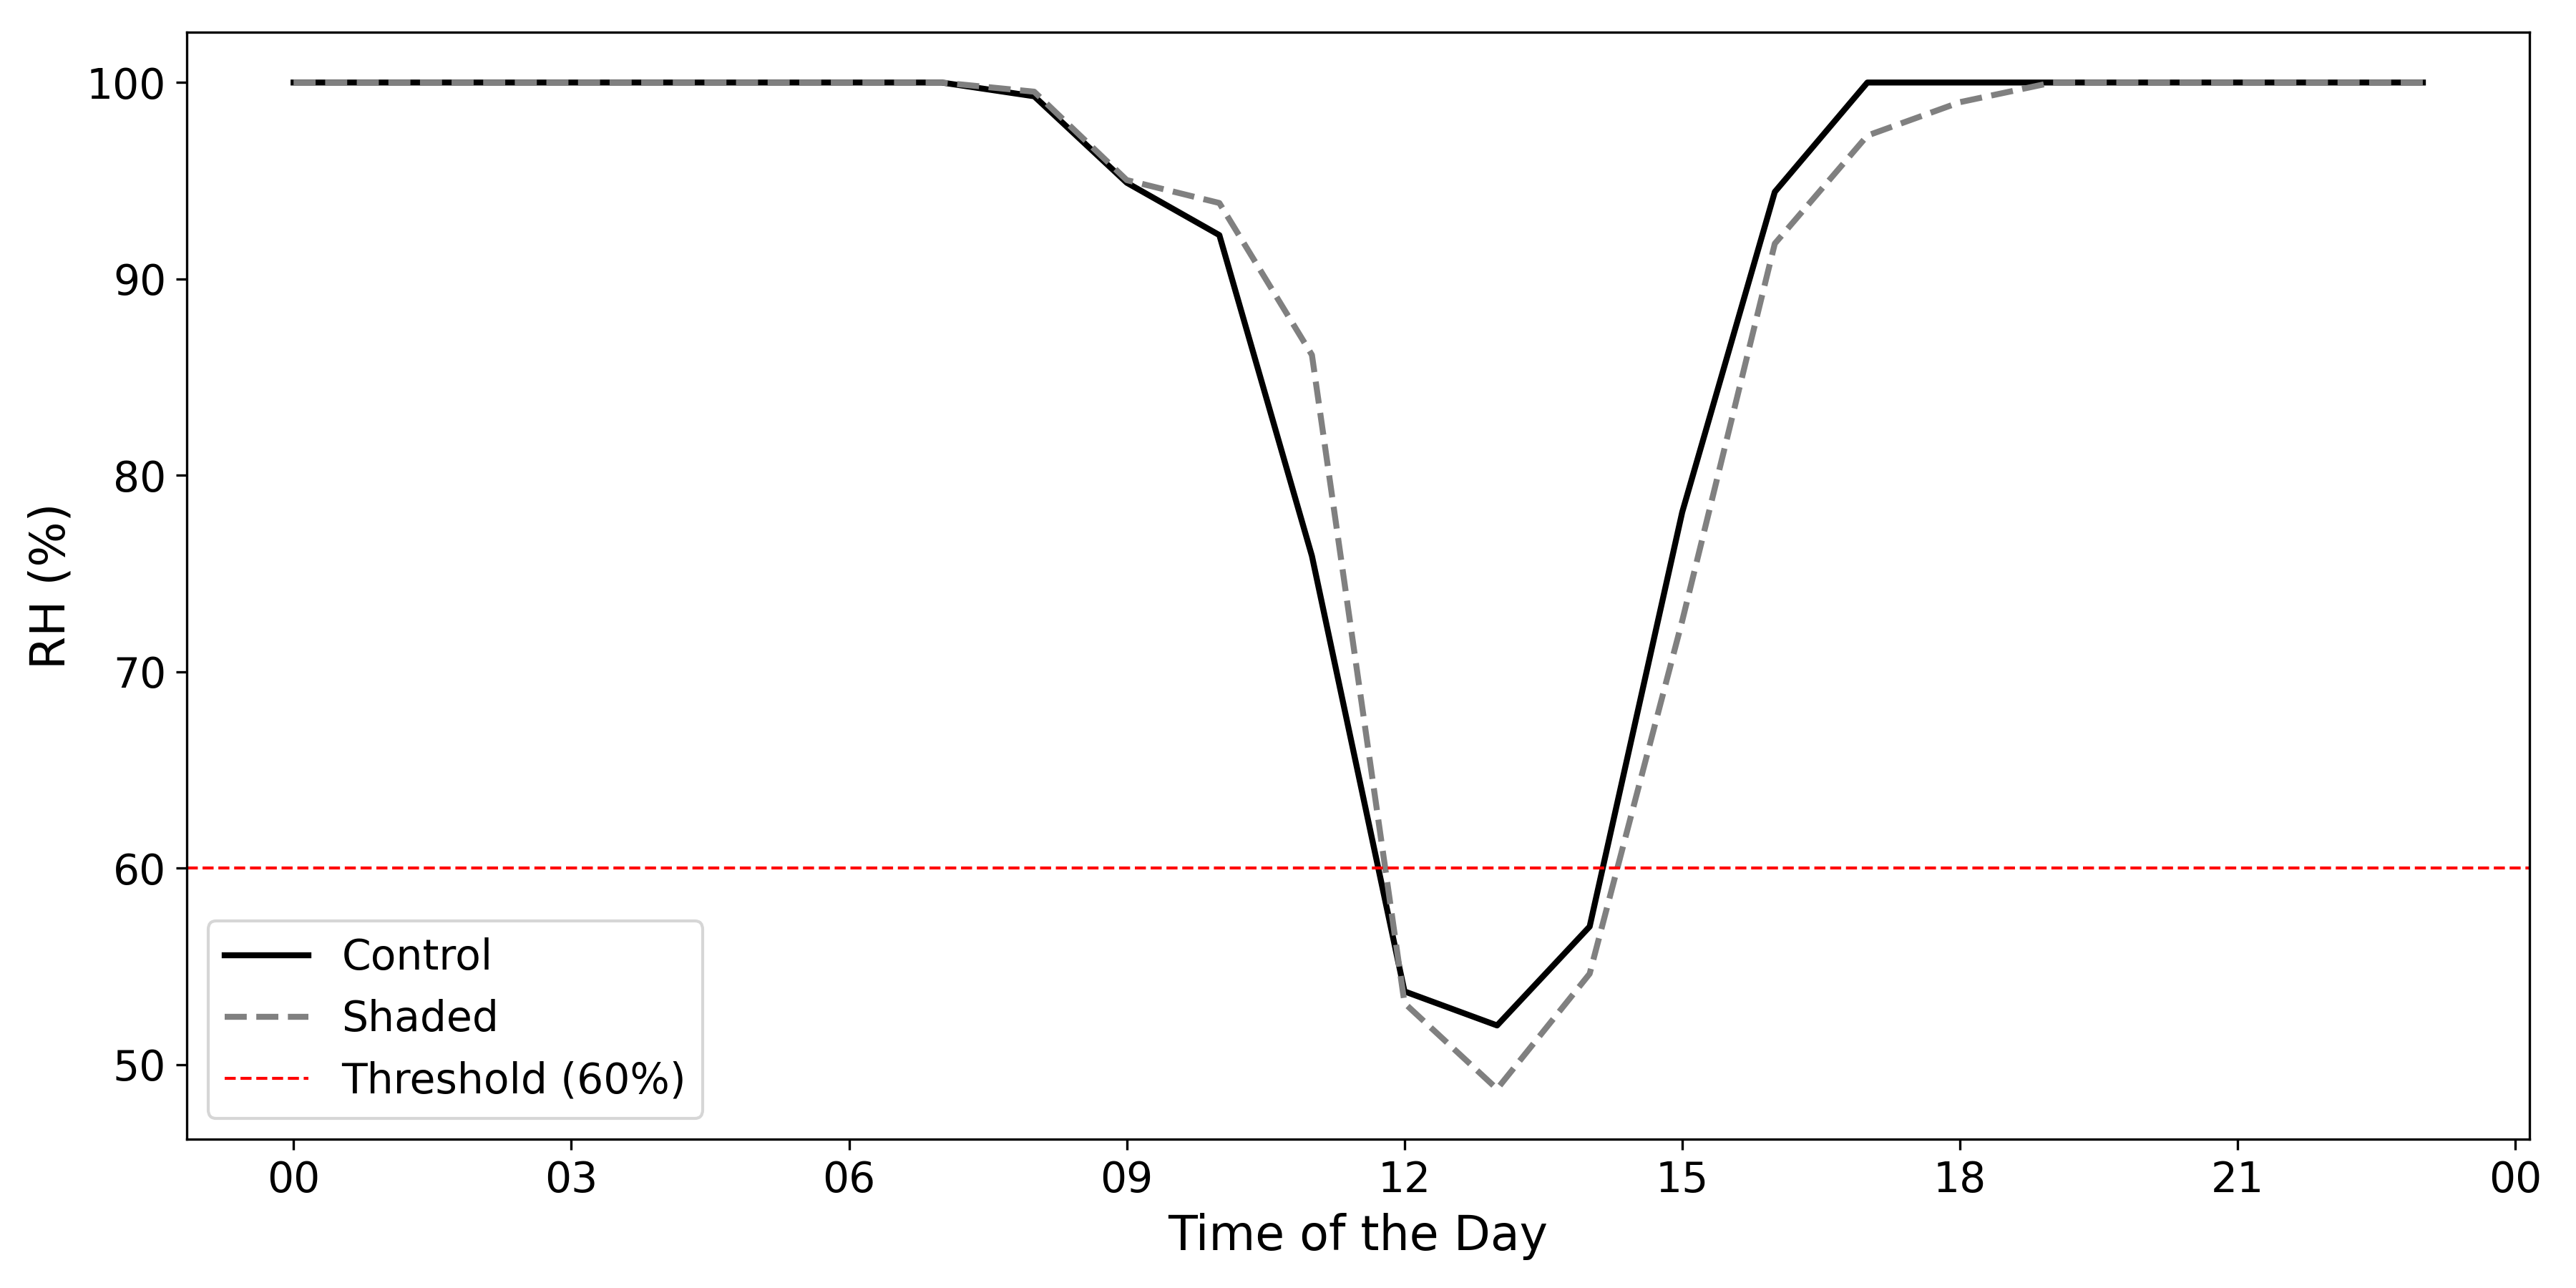 100
90
80
70
60
50
RH (%)
Control
Shaded
Threshold (60%)
00 03 06 09 12 15 18 21 00
Time of the Day